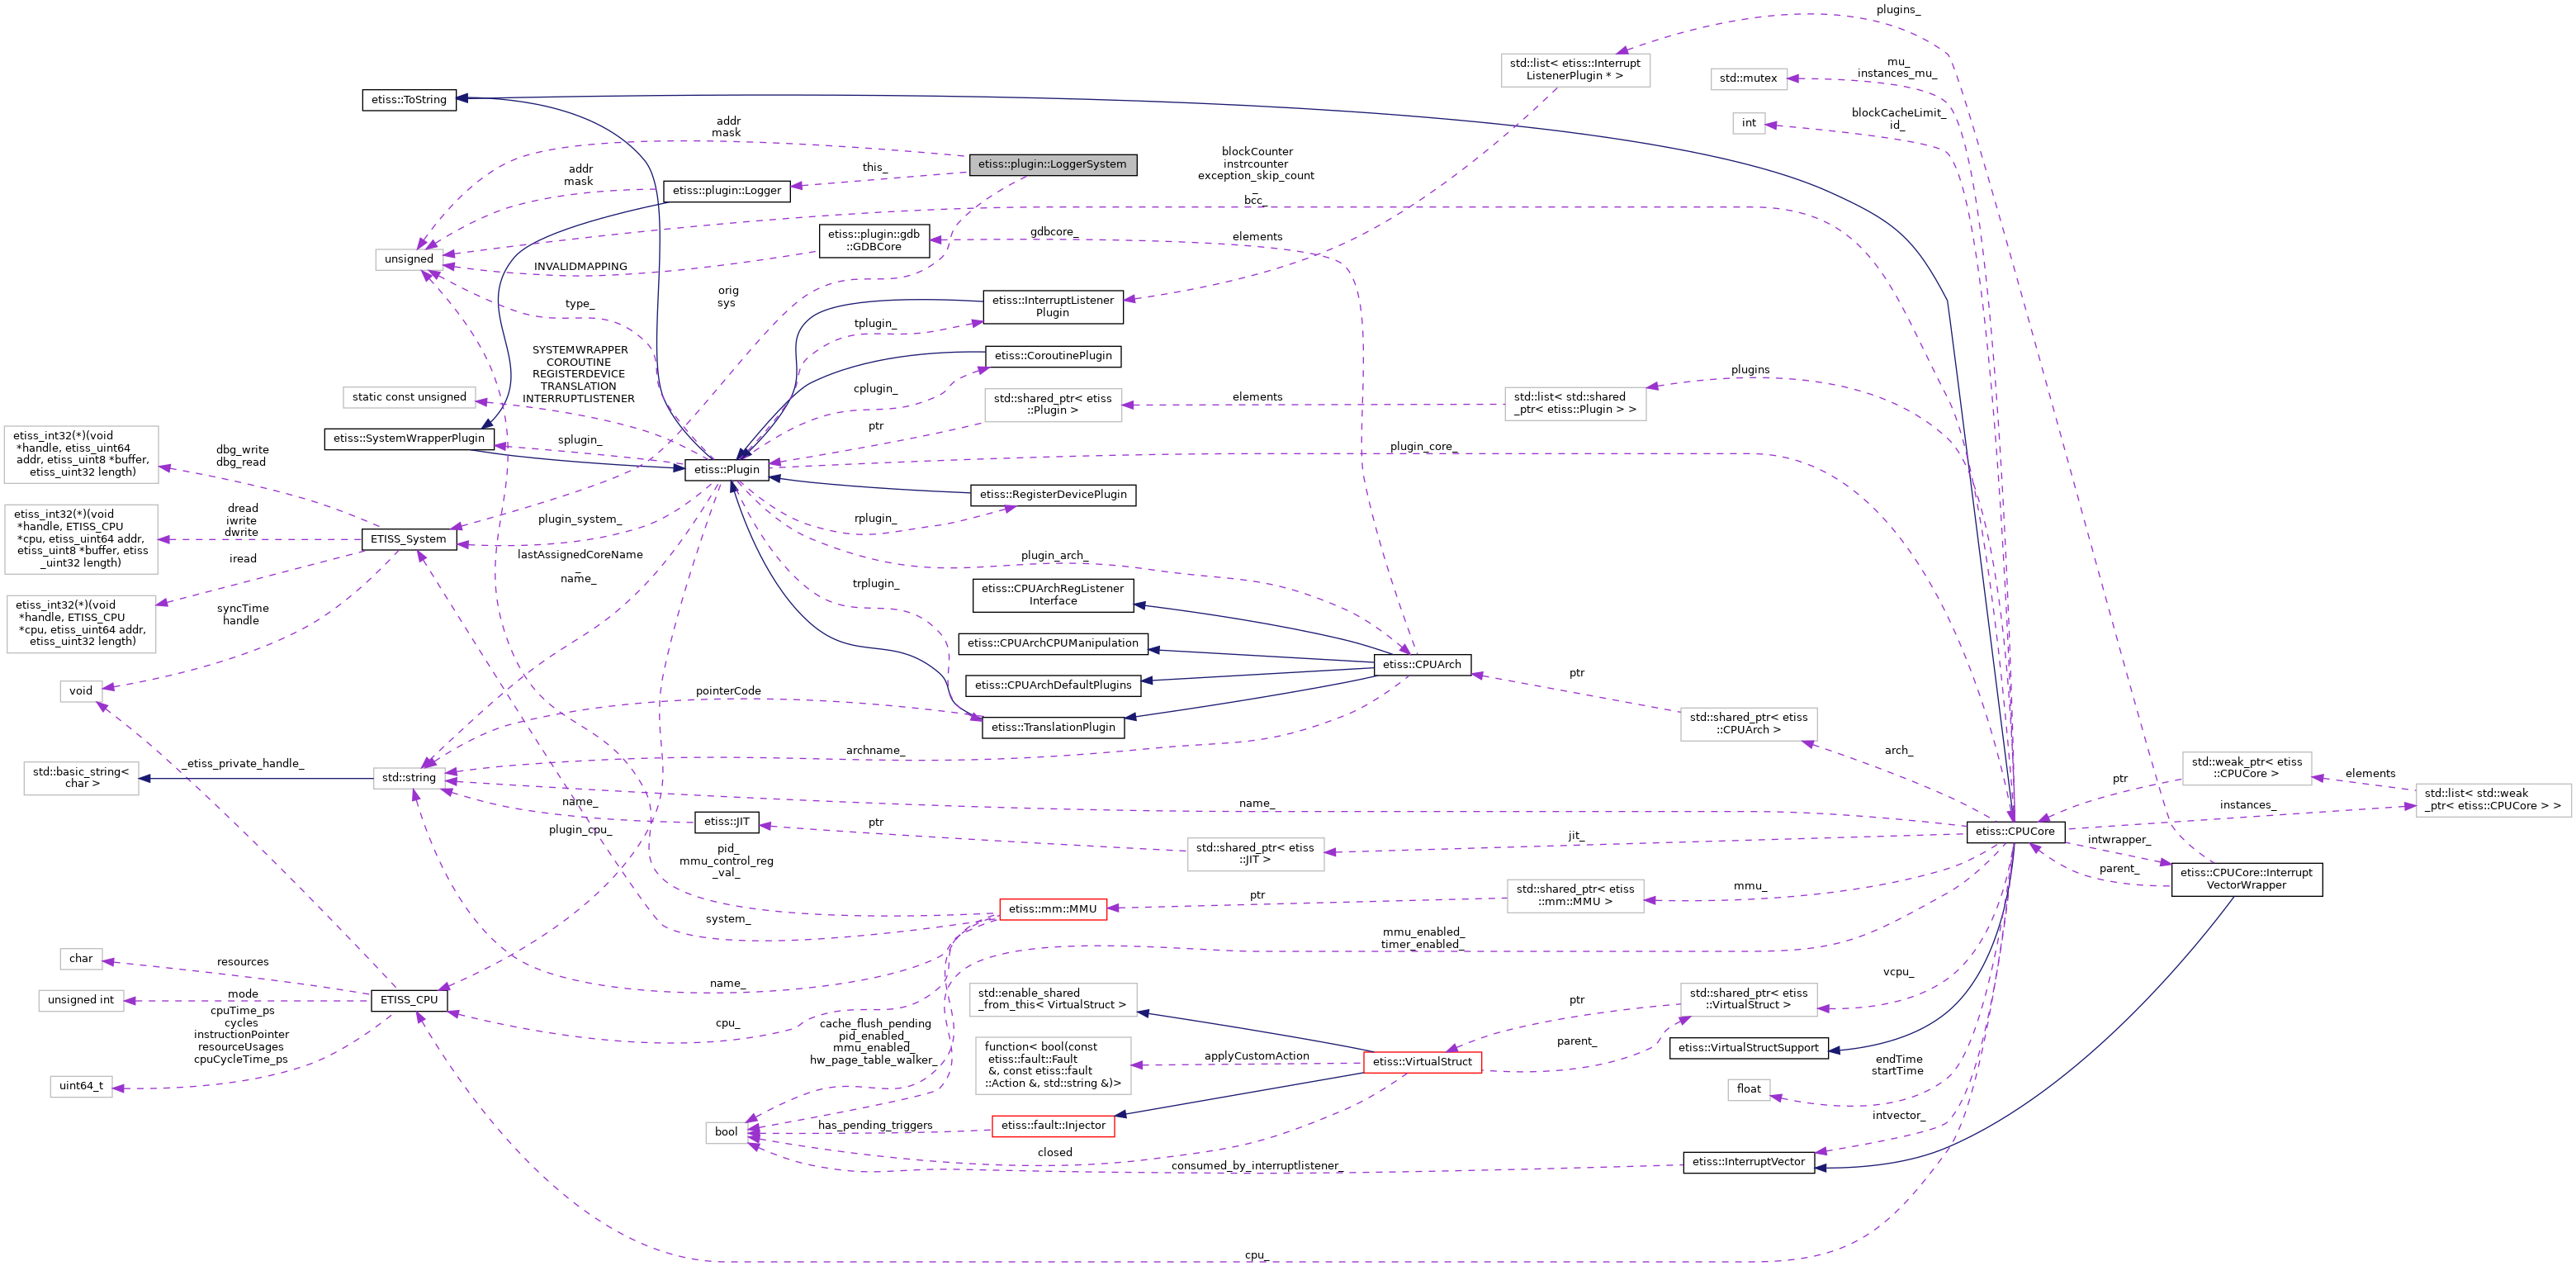 plugins_
std::list< etiss::Interrupt
ListenerPlugin * >
mu_
instances_mu_
std::mutex
etiss::ToString
blockCacheLimit_
id_
int
addr
mask
etiss::plugin::LoggerSystem
this_
addr
mask
etiss::plugin::Logger
blockCounter
instrcounter
exception_skip_count
_
bcc_
etiss::plugin::gdb
::GDBCore
gdbcore_
elements
unsigned
INVALIDMAPPING
orig
sys
type_
etiss::InterruptListener
Plugin
tplugin_
etiss::CoroutinePlugin
SYSTEMWRAPPER
COROUTINE
REGISTERDEVICE
TRANSLATION
INTERRUPTLISTENER
static const unsigned
cplugin_
std::shared_ptr< etiss
::Plugin >
elements
std::list< std::shared
_ptr< etiss::Plugin > >
plugins
ptr
etiss::SystemWrapperPlugin
splugin_
etiss_int32(*)(void
*handle, etiss_uint64
addr, etiss_uint8 *buffer,
etiss_uint32 length)
dbg_write
dbg_read
etiss::Plugin
plugin_core_
etiss::RegisterDevicePlugin
rplugin_
etiss_int32(*)(void
*handle, ETISS_CPU
*cpu, etiss_uint64 addr,
etiss_uint8 *buffer, etiss
_uint32 length)
dread
iwrite
dwrite
ETISS_System
plugin_system_
iread
lastAssignedCoreName
_
name_
plugin_arch_
trplugin_
etiss_int32(*)(void
*handle, ETISS_CPU
*cpu, etiss_uint64 addr,
etiss_uint32 length)
syncTime
handle
etiss::CPUArchRegListener
Interface
etiss::CPUArchCPUManipulation
etiss::CPUArch
etiss::CPUArchDefaultPlugins
ptr
void
pointerCode
etiss::TranslationPlugin
std::shared_ptr< etiss
::CPUArch >
arch_
archname_
std::basic_string<
char >
_etiss_private_handle_
std::string
std::weak_ptr< etiss
::CPUCore >
ptr
elements
std::list< std::weak
_ptr< etiss::CPUCore > >
name_
name_
instances_
etiss::JIT
ptr
plugin_cpu_
std::shared_ptr< etiss
::JIT >
jit_
etiss::CPUCore
intwrapper_
parent_
etiss::CPUCore::Interrupt
VectorWrapper
pid_
mmu_control_reg
_val_
system_
etiss::mm::MMU
ptr
std::shared_ptr< etiss
::mm::MMU >
mmu_
mmu_enabled_
timer_enabled_
char
resources
name_
unsigned int
mode
ETISS_CPU
cpuTime_ps
cycles
instructionPointer
resourceUsages
cpuCycleTime_ps
cpu_
std::enable_shared
_from_this< VirtualStruct >
ptr
std::shared_ptr< etiss
::VirtualStruct >
vcpu_
cache_flush_pending
pid_enabled_
mmu_enabled_
hw_page_table_walker_
function< bool(const
etiss::fault::Fault
&, const etiss::fault
::Action &, std::string &)>
applyCustomAction
etiss::VirtualStruct
parent_
etiss::VirtualStructSupport
endTime
startTime
float
uint64_t
bool
has_pending_triggers
etiss::fault::Injector
intvector_
closed
consumed_by_interruptlistener_
etiss::InterruptVector
cpu_